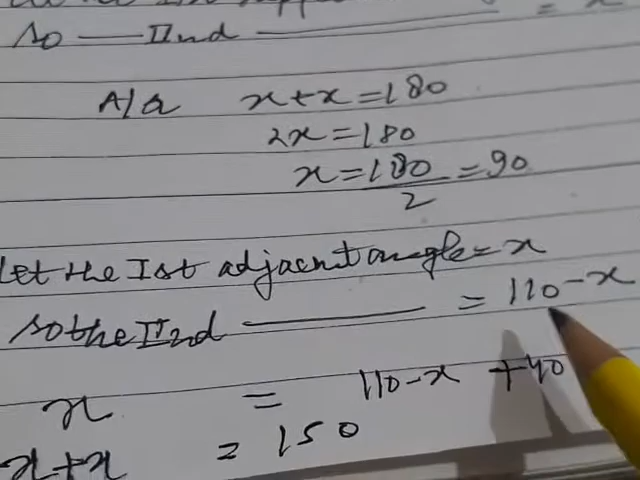 = x
so — IInd —
A/Q x+x=180
2x=180
x=180/2=90
Let the Ist adjacent angle=x
so the IInd — = 110-x
x = 110-x +40
x+x = 150